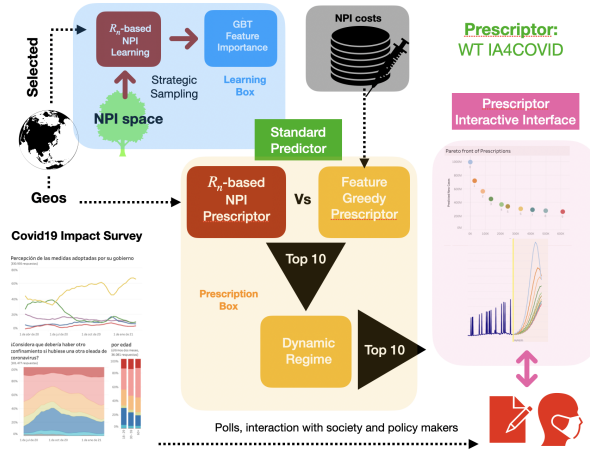 Selected
Rn-based
NPI
Learning
GBT
Feature
Importance
Strategic
Sampling
Learning
Box
NPI space
NPI costs
Prescriptor:
WT IA4COVID
Prescriptor
Interactive Interface
Pareto front of Prescriptions
Standard
Predictor
Geos
Rn-based
NPI
Prescriptor
Vs
Feature
Greedy
Prescriptor
Top 10
Prescription
Box
Dynamic
Regime
Top 10
Covid19 Impact Survey
Percepción de las medidas adoptadas por su gobierno
¿Considera que debería haber otro
confinamiento si hubiese una otro oleada de
coronavirus?
por edad
Polls, interaction with society and policy makers